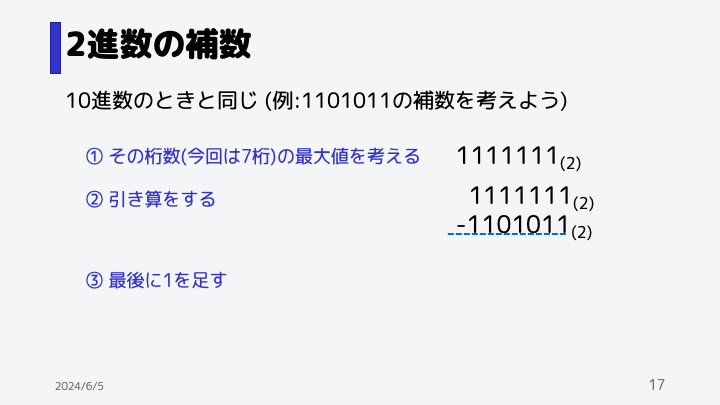 2進数の補数
10進数のときと同じ (例:1101011の補数を考えよう)
① その桁数(今回は7桁)の最大値を考える 1111111(2)
② 引き算をする 1111111(2)
-1101011(2)
③ 最後に1を足す
2024/6/5 17